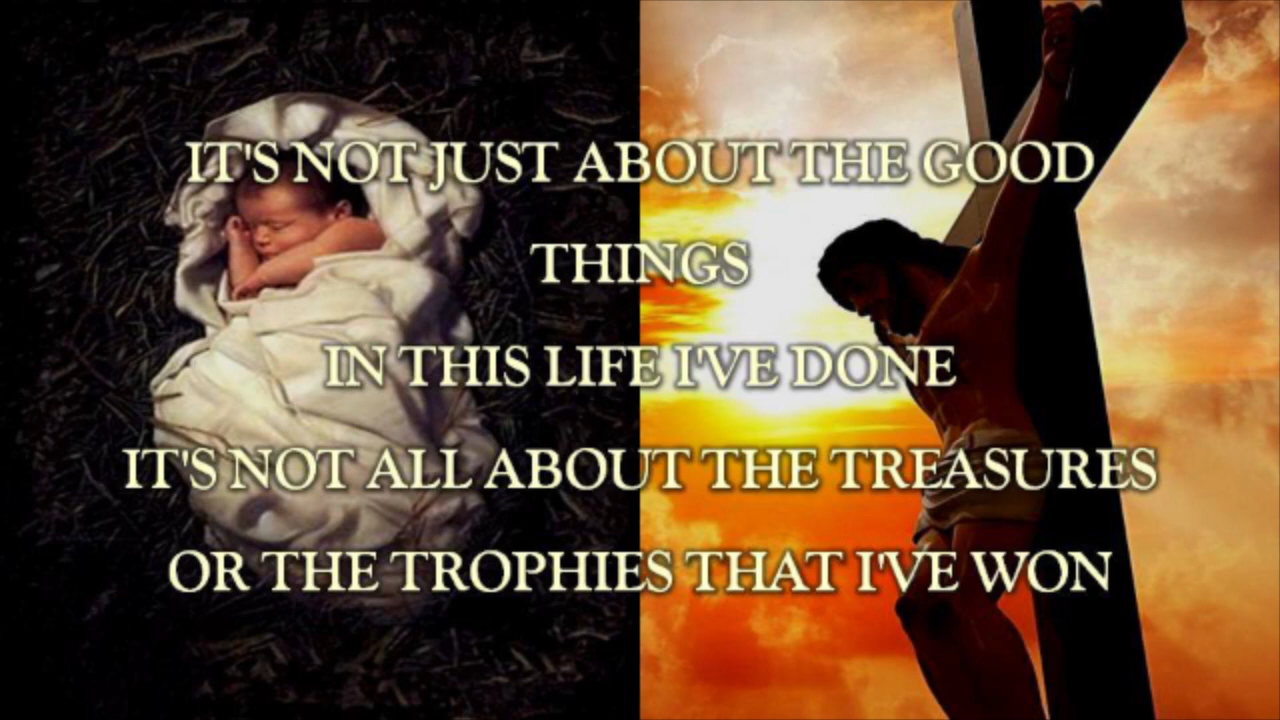 IT'S NOT JUST ABOUT THE GOOD
THINGS
IN THIS LIFE I'VE DONE
IT'S NOT ALL ABOUT THE TREASURES
OR THE TROPHIES THAT I'VE WON